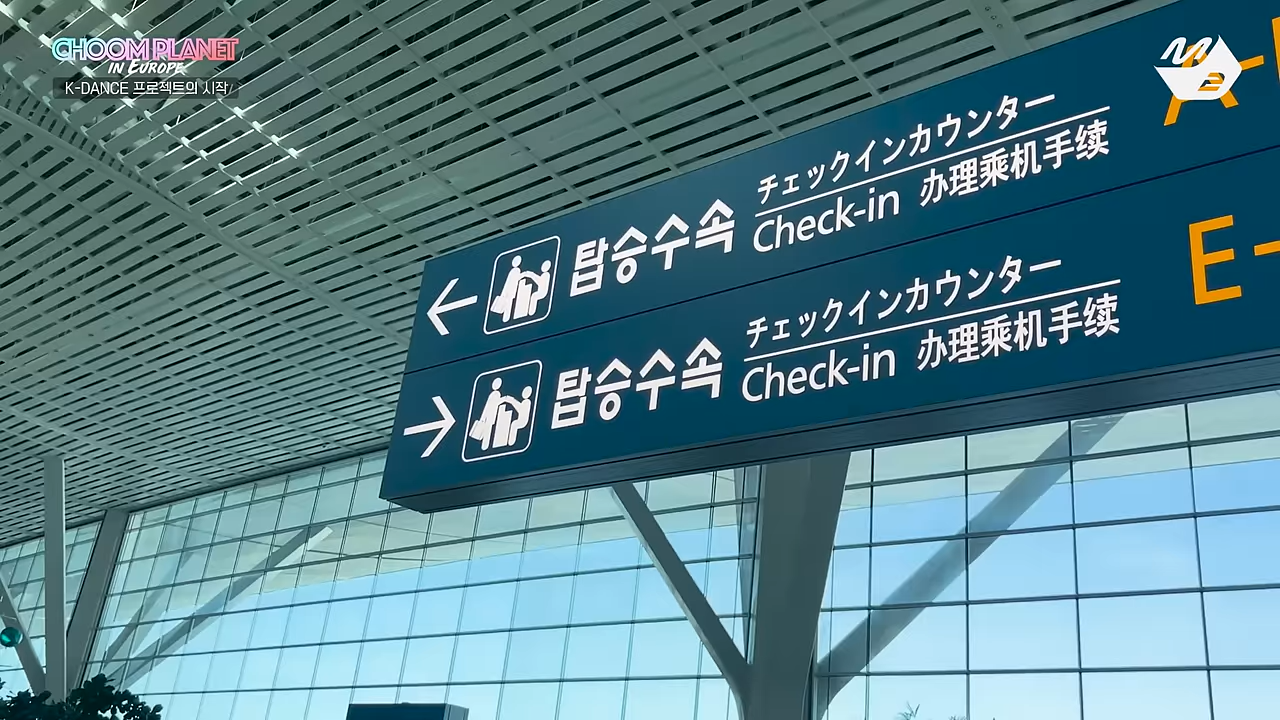 CHOOM PLANET
IN EUROPE
K-DANCE 프로젝트의 시작
M2
← 탑승수속
チェックインカウンター
Check-in 办理乘机手续
A-
→ 탑승수속
チェックインカウンター
Check-in 办理乘机手续
E-